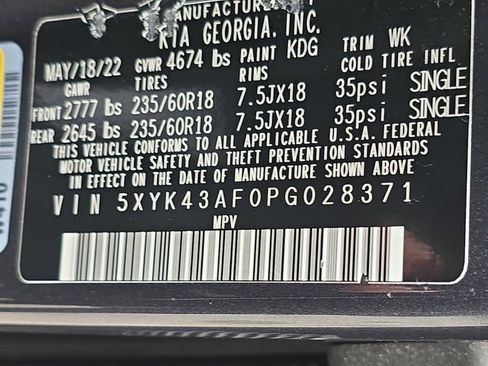 MANUFACTURED BY
KIA GEORGIA, INC.
MAY/18/22 GVWR 4674 lbs PAINT KDG TRIM WK
GAWR TIRES RIMS COLD TIRE INFL
FRONT 2777 lbs 235/60R18 7.5JX18 35psi SINGLE
REAR 2645 lbs 235/60R18 7.5JX18 35psi SINGLE
THIS VEHICLE CONFORMS TO ALL APPLICABLE U.S.A. FEDERAL
MOTOR VEHICLE SAFETY AND THEFT PREVENTION STANDARDS
IN EFFECT ON THE DATE OF MANUFACTURE SHOWN ABOVE
VIN 5XYK43AF0PG028371
MPV